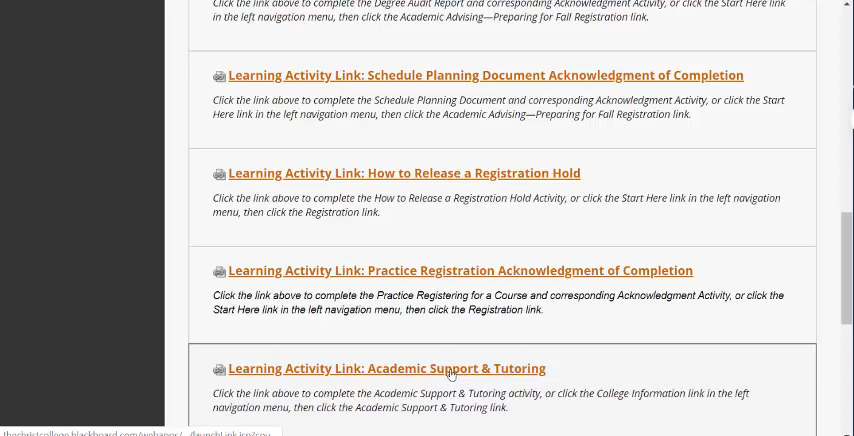 Click the link above to complete the Degree Audit Report and corresponding Acknowledgment Activity, or click the Start Here link
in the left navigation menu, then click the Academic Advising—Preparing for Fall Registration link.
Learning Activity Link: Schedule Planning Document Acknowledgment of Completion
Click the link above to complete the Schedule Planning Document and corresponding Acknowledgment Activity, or click the Start
Here link in the left navigation menu, then click the Academic Advising—Preparing for Fall Registration link.
Learning Activity Link: How to Release a Registration Hold
Click the link above to complete the How to Release a Registration Hold Activity, or click the Start Here link in the left navigation
menu, then click the Registration link.
Learning Activity Link: Practice Registration Acknowledgment of Completion
Click the link above to complete the Practice Registering for a Course and corresponding Acknowledgment Activity, or click the
Start Here link in the left navigation menu, then click the Registration link.
Learning Activity Link: Academic Support & Tutoring
Click the link above to complete the Academic Support & Tutoring activity, or click the College Information link in the left
navigation menu, then click the Academic Support & Tutoring link.